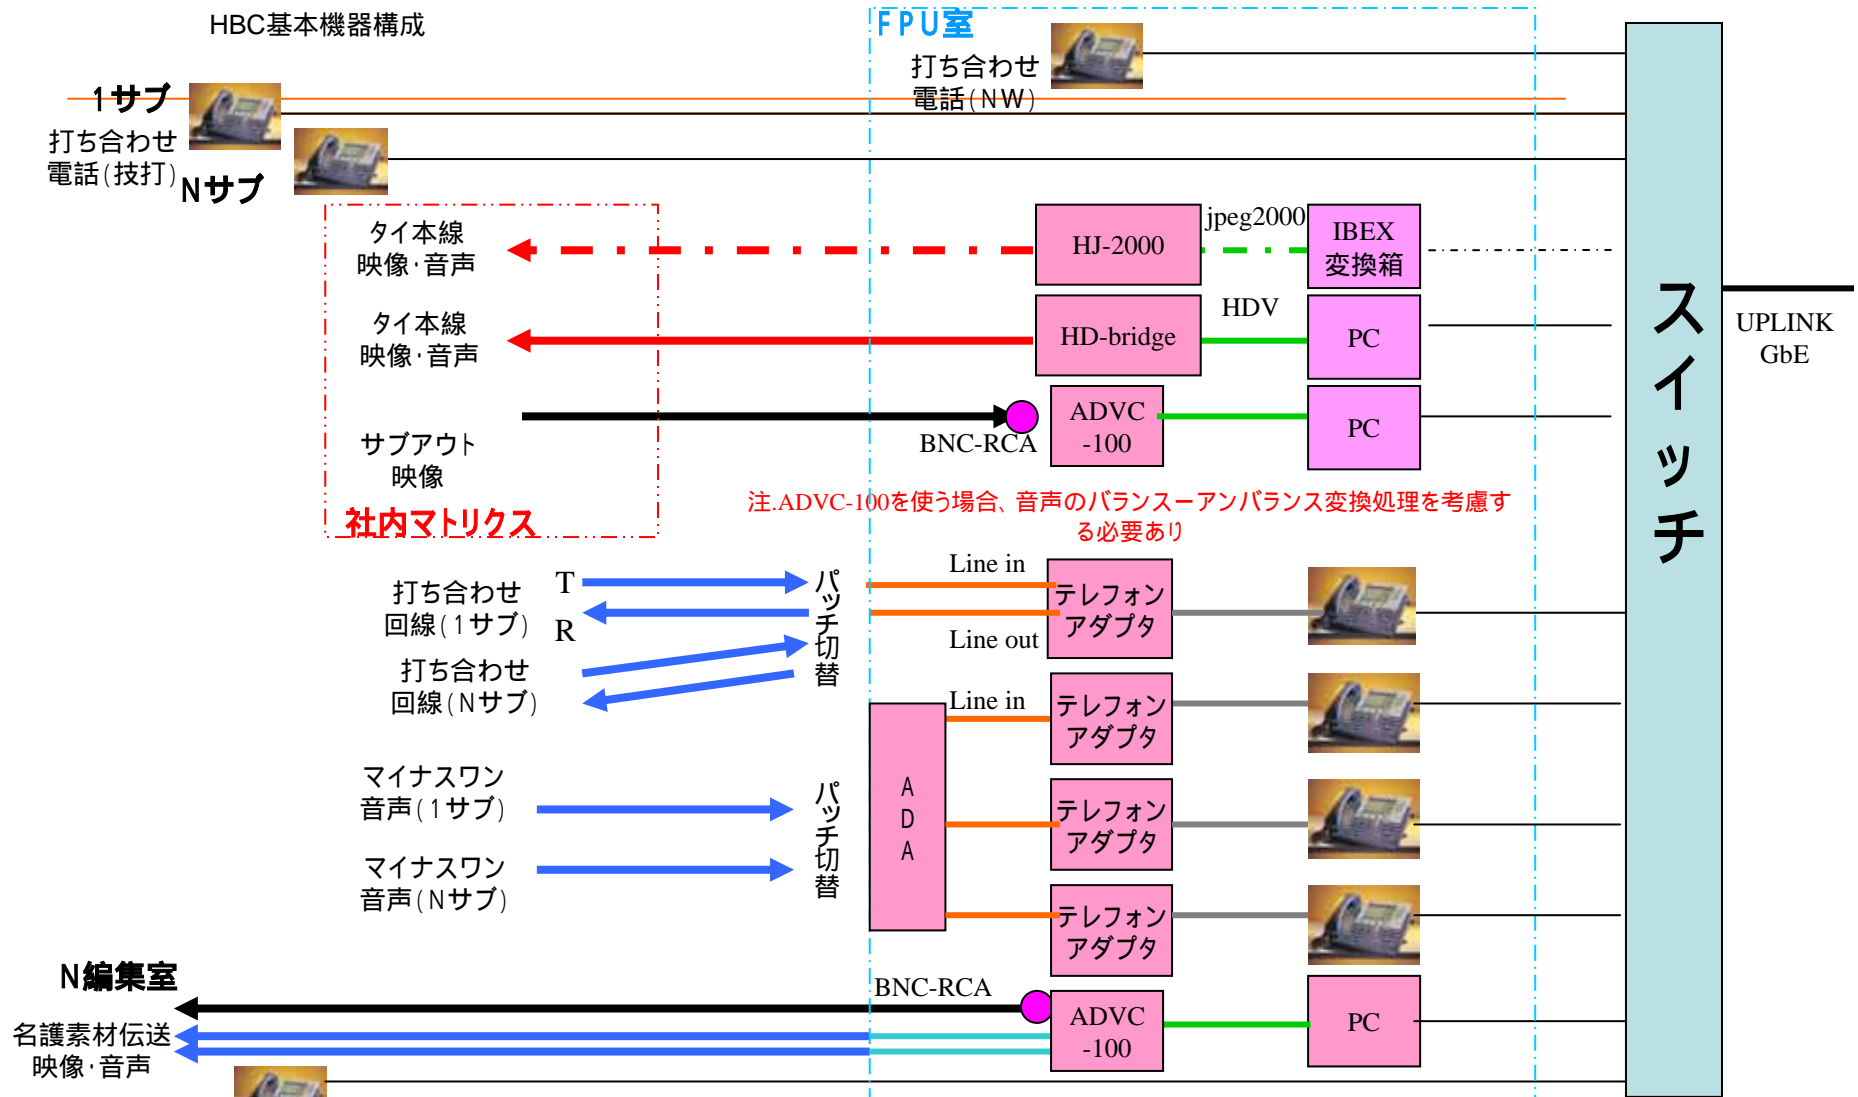 HBC基本機器構成
FPU室
打ち合わせ
電話(NW)
1サブ
打ち合わせ
電話(技打)
Nサブ
タイ本線
映像・音声
HJ-2000
jpeg2000
IBEX
変換箱
タイ本線
映像・音声
HD-bridge
HDV
PC
サブアウト
映像
BNC-RCA
ADVC
-100
PC
社内マトリクス
注.ADVC-100を使う場合、音声のバランスーアンバランス変換処理を考慮す
る必要あり
スイッチ
UPLINK
GbE
打ち合わせ
回線(1サブ)
T
R
打ち合わせ
回線(Nサブ)
パッチ切替
Line in
Line out
テレフォン
アダプタ
Line in
テレフォン
アダプタ
マイナスワン
音声(1サブ)
マイナスワン
音声(Nサブ)
パッチ切替
ADA
テレフォン
アダプタ
テレフォン
アダプタ
N編集室
名護素材伝送
映像・音声
BNC-RCA
ADVC
-100
PC